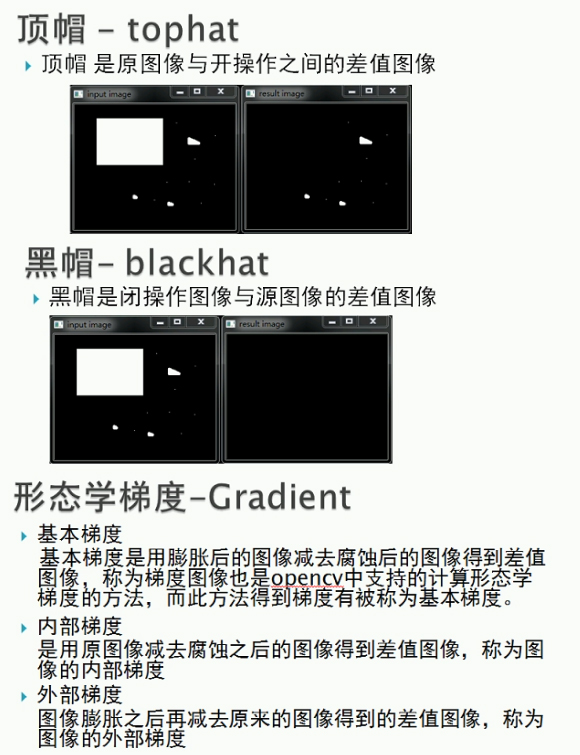 顶帽 – tophat
顶帽 是原图像与开操作之间的差值图像
input image
result image
黑帽– blackhat
黑帽是闭操作图像与源图像的差值图像
input image
result image
形态学梯度–Gradient
基本梯度
基本梯度是用膨胀后的图像减去腐蚀后的图像得到差值
图像，称为梯度图像也是opencv中支持的计算形态学
梯度的方法，而此方法得到梯度有被称为基本梯度。
内部梯度
是用原图像减去腐蚀之后的图像得到差值图像，称为图
像的内部梯度
外部梯度
图像膨胀之后再减去原来的图像得到的差值图像，称为
图像的外部梯度